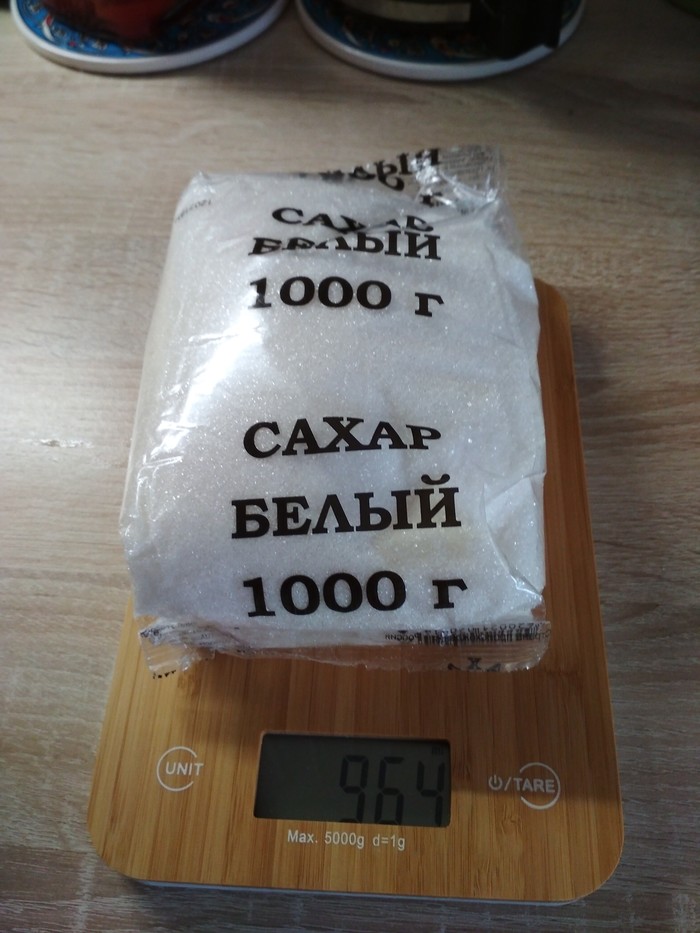 САХАР
БЕЛЫЙ
1000 г
САХАР
БЕЛЫЙ
1000 г
UNIT
964
/TARE
Max. 5000g d=1g